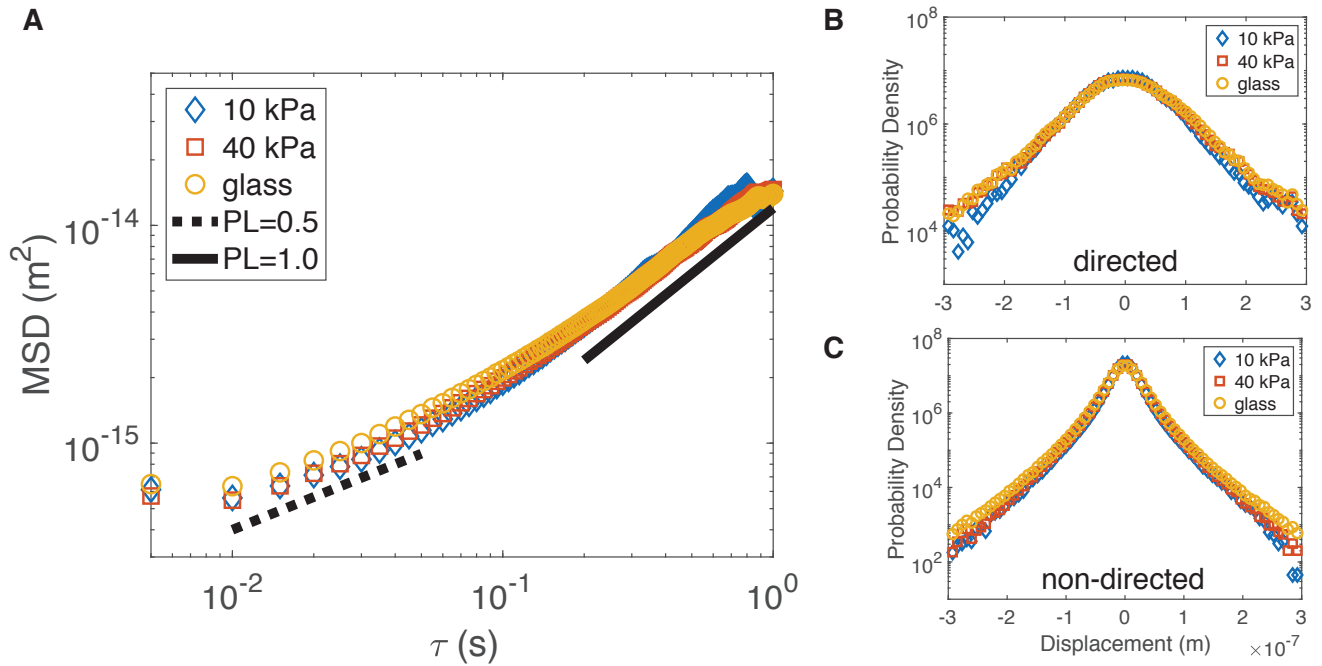 A
MSD (m²)
10⁻¹⁴
10⁻¹⁵
10 kPa
40 kPa
glass
PL=0.5
PL=1.0
10⁻² 10⁻¹ 10⁰
τ (s)
B
Probability Density
10⁸
10⁶
10⁴
10 kPa
40 kPa
glass
directed
-3 -2 -1 0 1 2 3
C
Probability Density
10⁸
10⁶
10⁴
10²
10 kPa
40 kPa
glass
non-directed
-3 -2 -1 0 1 2 3
Displacement (m) ×10⁻⁷